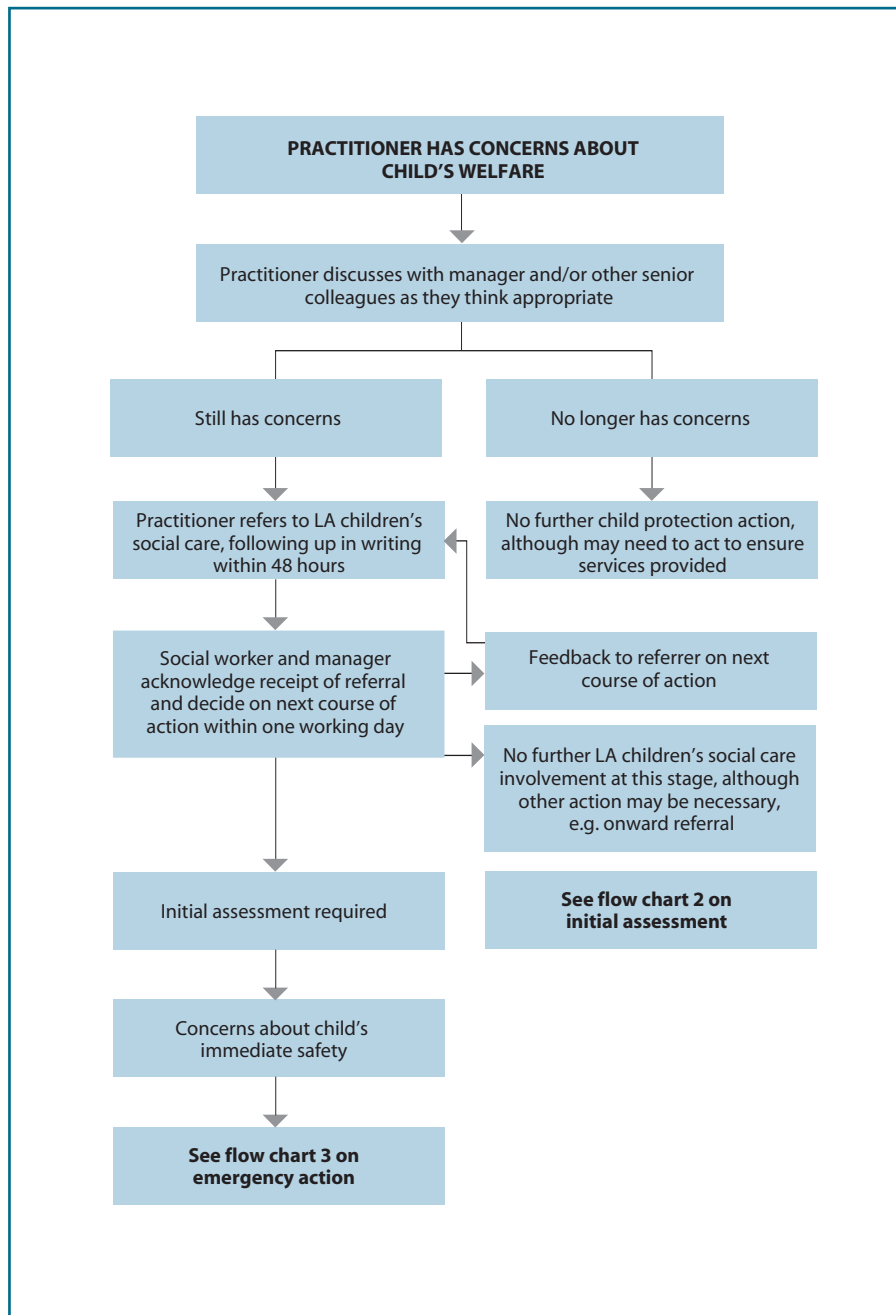 PRACTITIONER HAS CONCERNS ABOUT
CHILD’S WELFARE
Practitioner discusses with manager and/or other senior
colleagues as they think appropriate
Still has concerns
No longer has concerns
Practitioner refers to LA children’s
social care, following up in writing
within 48 hours
No further child protection action,
although may need to act to ensure
services provided
Social worker and manager
acknowledge receipt of referral
and decide on next course of
action within one working day
Feedback to referrer on next
course of action
No further LA children’s social care
involvement at this stage, although
other action may be necessary,
e.g. onward referral
Initial assessment required
See flow chart 2 on
initial assessment
Concerns about child’s
immediate safety
See flow chart 3 on
emergency action